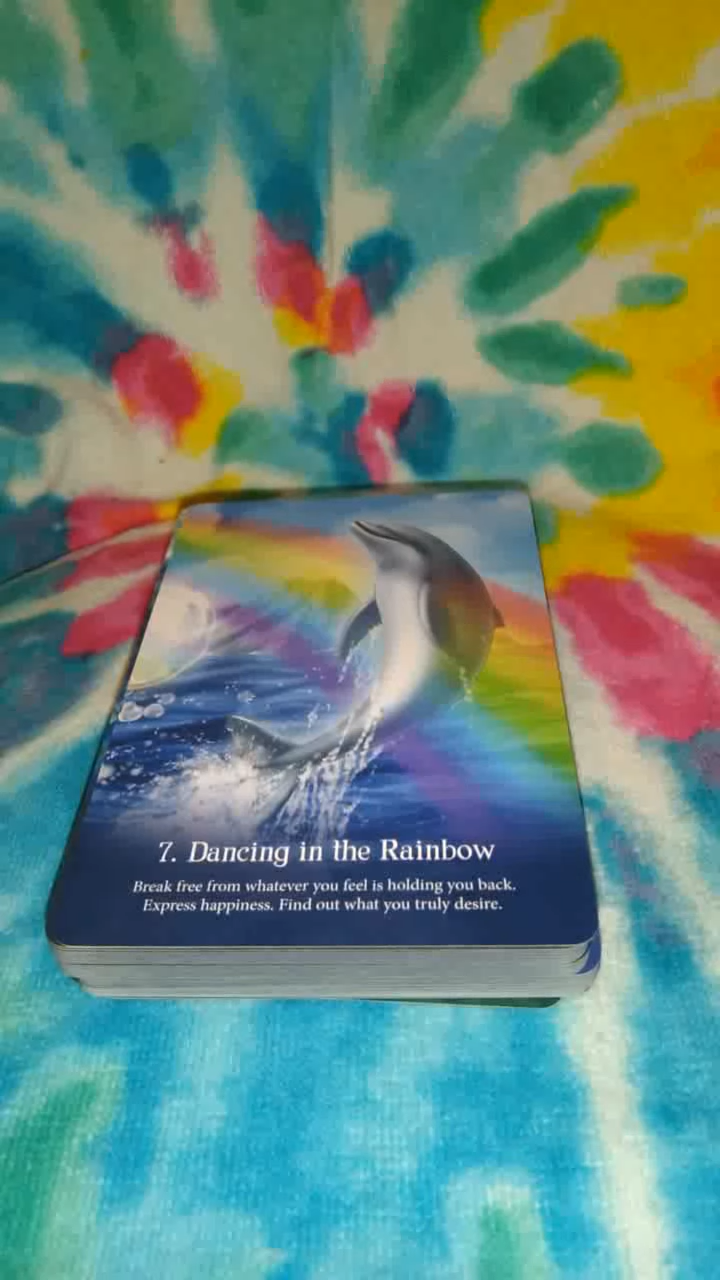 7. Dancing in the Rainbow
Break free from whatever you feel is holding you back.
Express happiness. Find out what you truly desire.